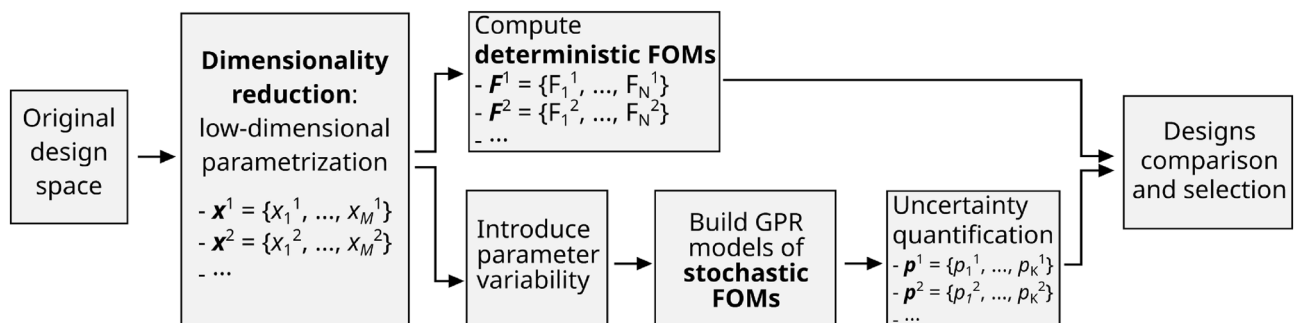 Original
design
space
Dimensionality
reduction:
low-dimensional
parametrization
- x¹ = {x₁¹, ..., x_M¹}
- x² = {x₁², ..., x_M²}
- ...
Compute
deterministic FOMs
- F¹ = {F₁¹, ..., F_N¹}
- F² = {F₁², ..., F_N²}
- ...
Introduce
parameter
variability
Build GPR
models of
stochastic
FOMs
Uncertainty
quantification
- p¹ = {p₁¹, ..., p_K¹}
- p² = {p₁², ..., p_K²}
- ...
Designs
comparison
and selection